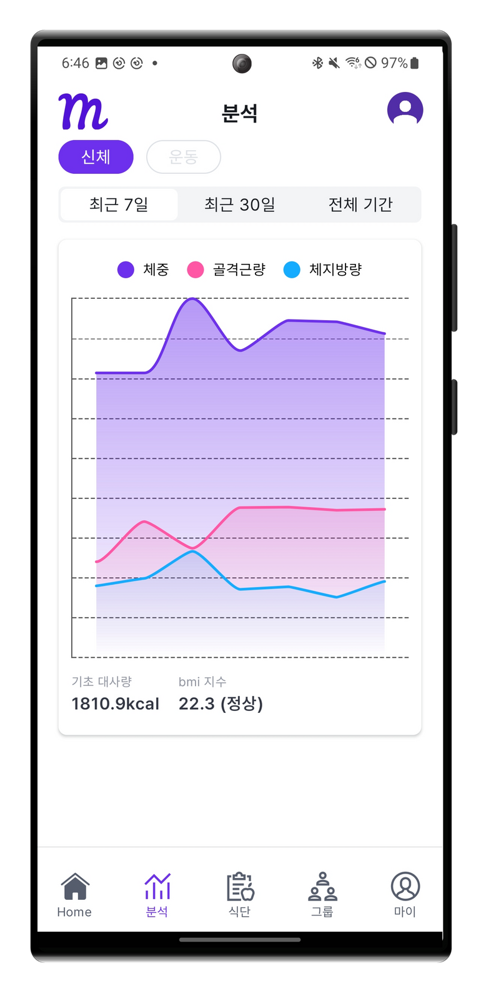 6:46 97%
m
분석
신체 운동
최근 7일 최근 30일 전체 기간
체중 골격근량 체지방량
기초 대사량 bmi 지수
1810.9kcal 22.3 (정상)
Home 분석 식단 그룹 마이